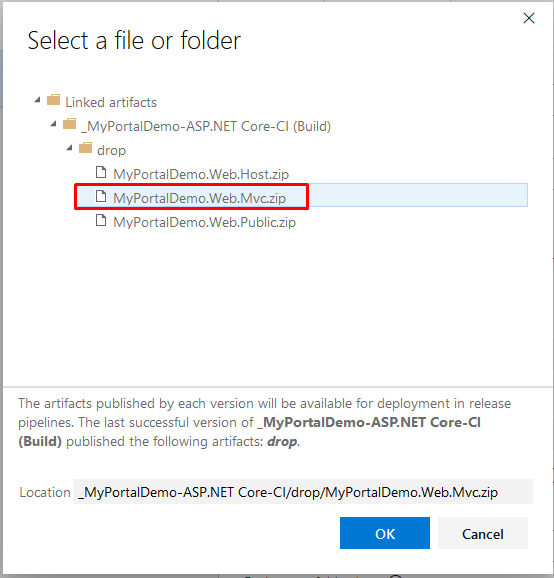 Select a file or folder
Linked artifacts
_MyPortalDemo-ASP.NET Core-CI (Build)
drop
MyPortalDemo.Web.Host.zip
MyPortalDemo.Web.Mvc.zip
MyPortalDemo.Web.Public.zip
The artifacts published by each version will be available for deployment in release
pipelines. The last successful version of _MyPortalDemo-ASP.NET Core-CI
(Build) published the following artifacts: drop.
Location _MyPortalDemo-ASP.NET Core-CI/drop/MyPortalDemo.Web.Mvc.zip
OK Cancel